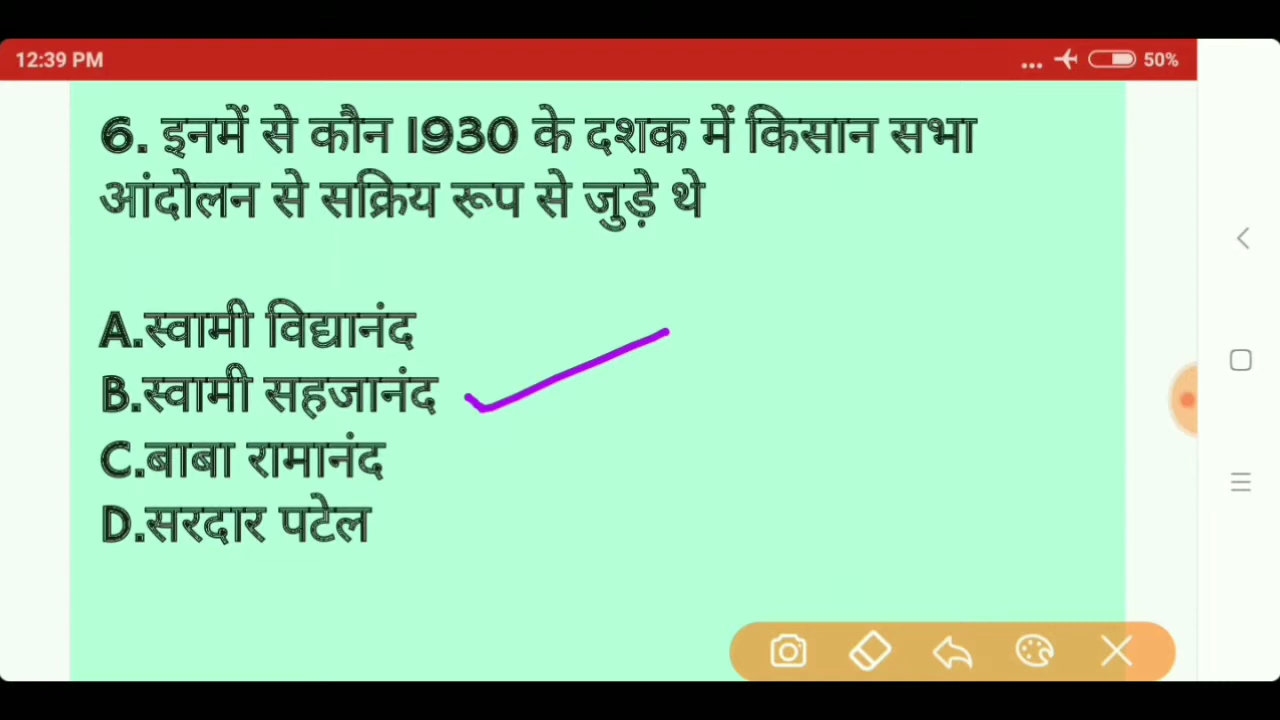 12:39 PM
... 50%
6. इनमें से कौन 1930 के दशक में किसान सभा
आंदोलन से सक्रिय रूप से जुड़े थे
A.स्वामी विद्यानंद
B.स्वामी सहजानंद
C.बाबा रामानंद
D.सरदार पटेल